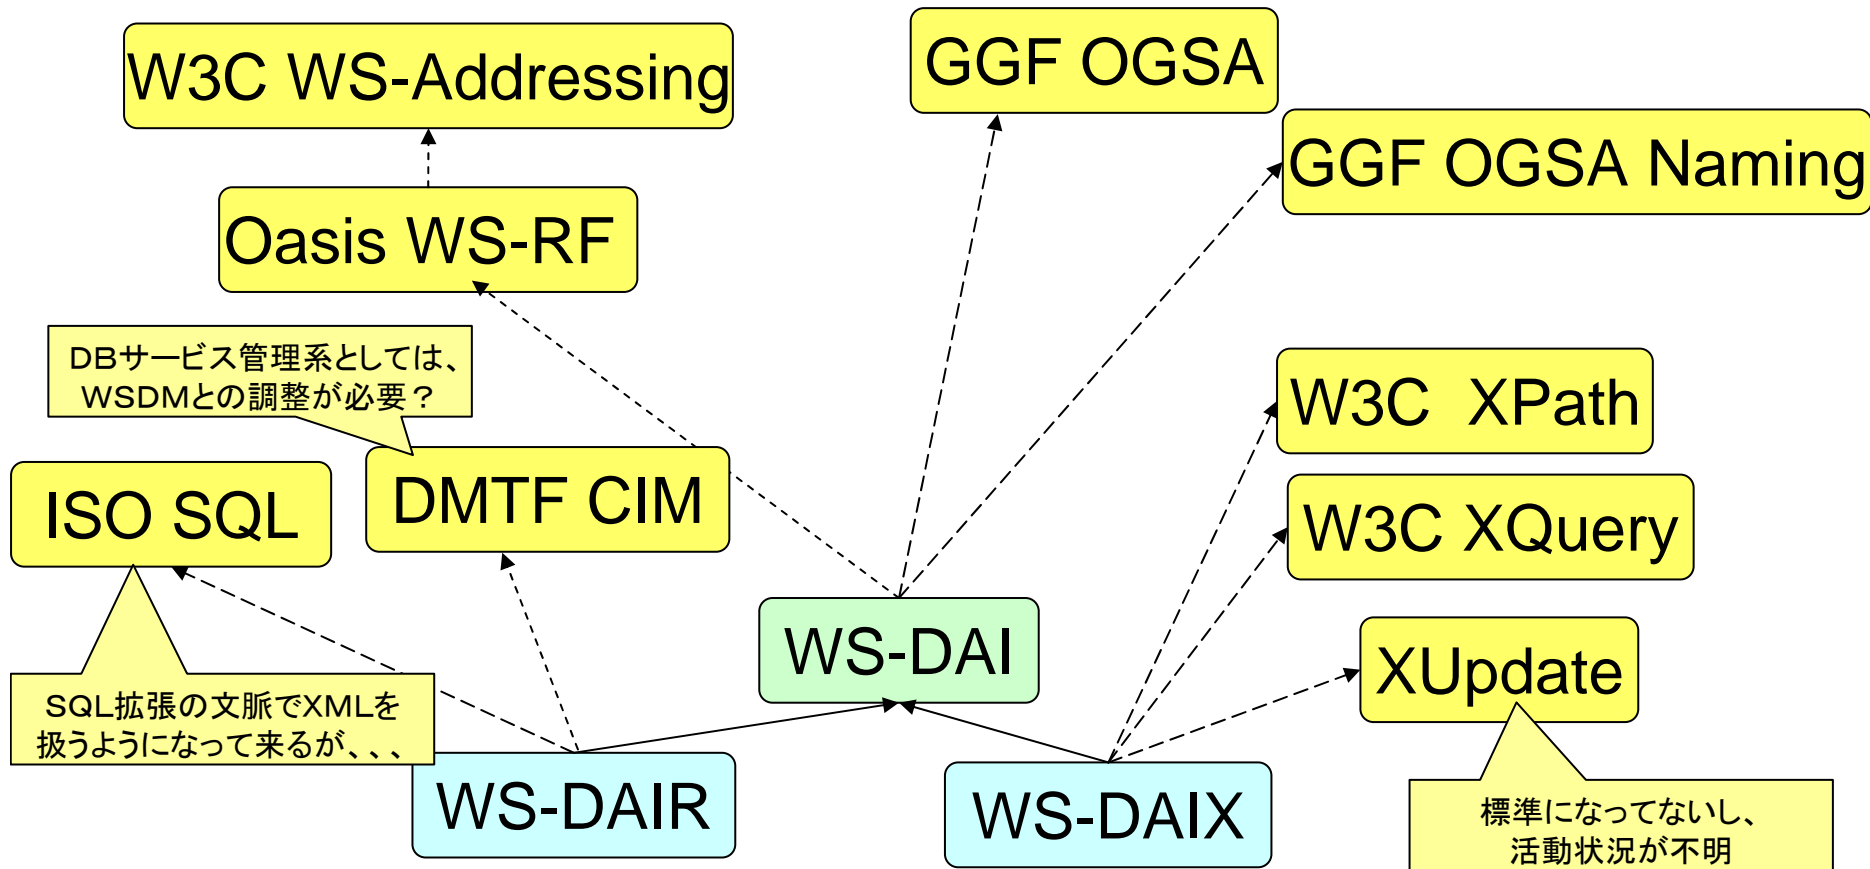 W3C WS-Addressing
GGF OGSA
GGF OGSA Naming
Oasis WS-RF
DBサービス管理系としては、
WSDMとの調整が必要？
W3C  XPath
ISO SQL
DMTF CIM
W3C XQuery
WS-DAI
XUpdate
SQL拡張の文脈でXMLを
扱うようになって来るが、、、
WS-DAIR
WS-DAIX
標準になってないし、
活動状況が不明